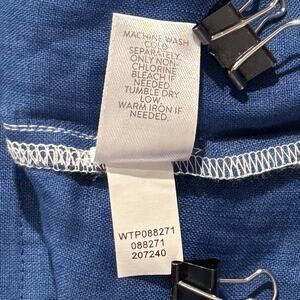 MACHINE WASH
COLD
SEPARATELY.
ONLY NON-
CHLORINE
BLEACH IF
NEEDED.
TUMBLE DRY
LOW.
WARM IRON IF
NEEDED.
WTP088271
088271
207240